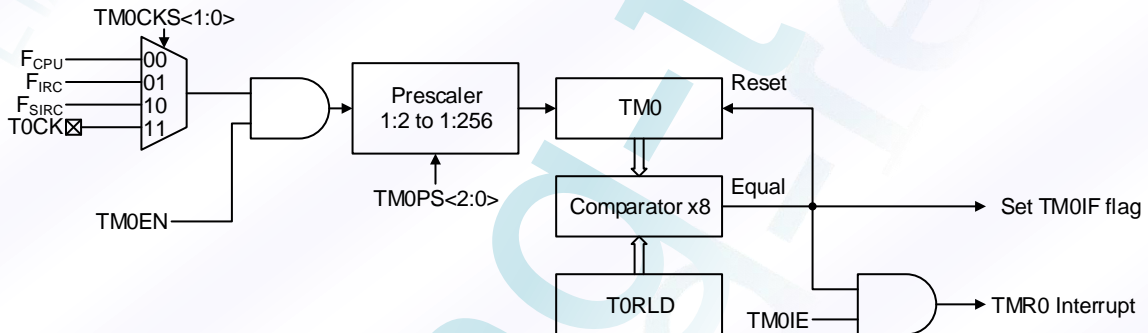 TM0CKS<1:0>
FCPU
00
FIRC
01
FSIRC
10
T0CK
11
TM0EN
Prescaler
1:2 to 1:256
TM0PS<2:0>
TM0
Reset
Comparator x8
Equal
Set TM0IF flag
T0RLD
TM0IE
TMR0 Interrupt